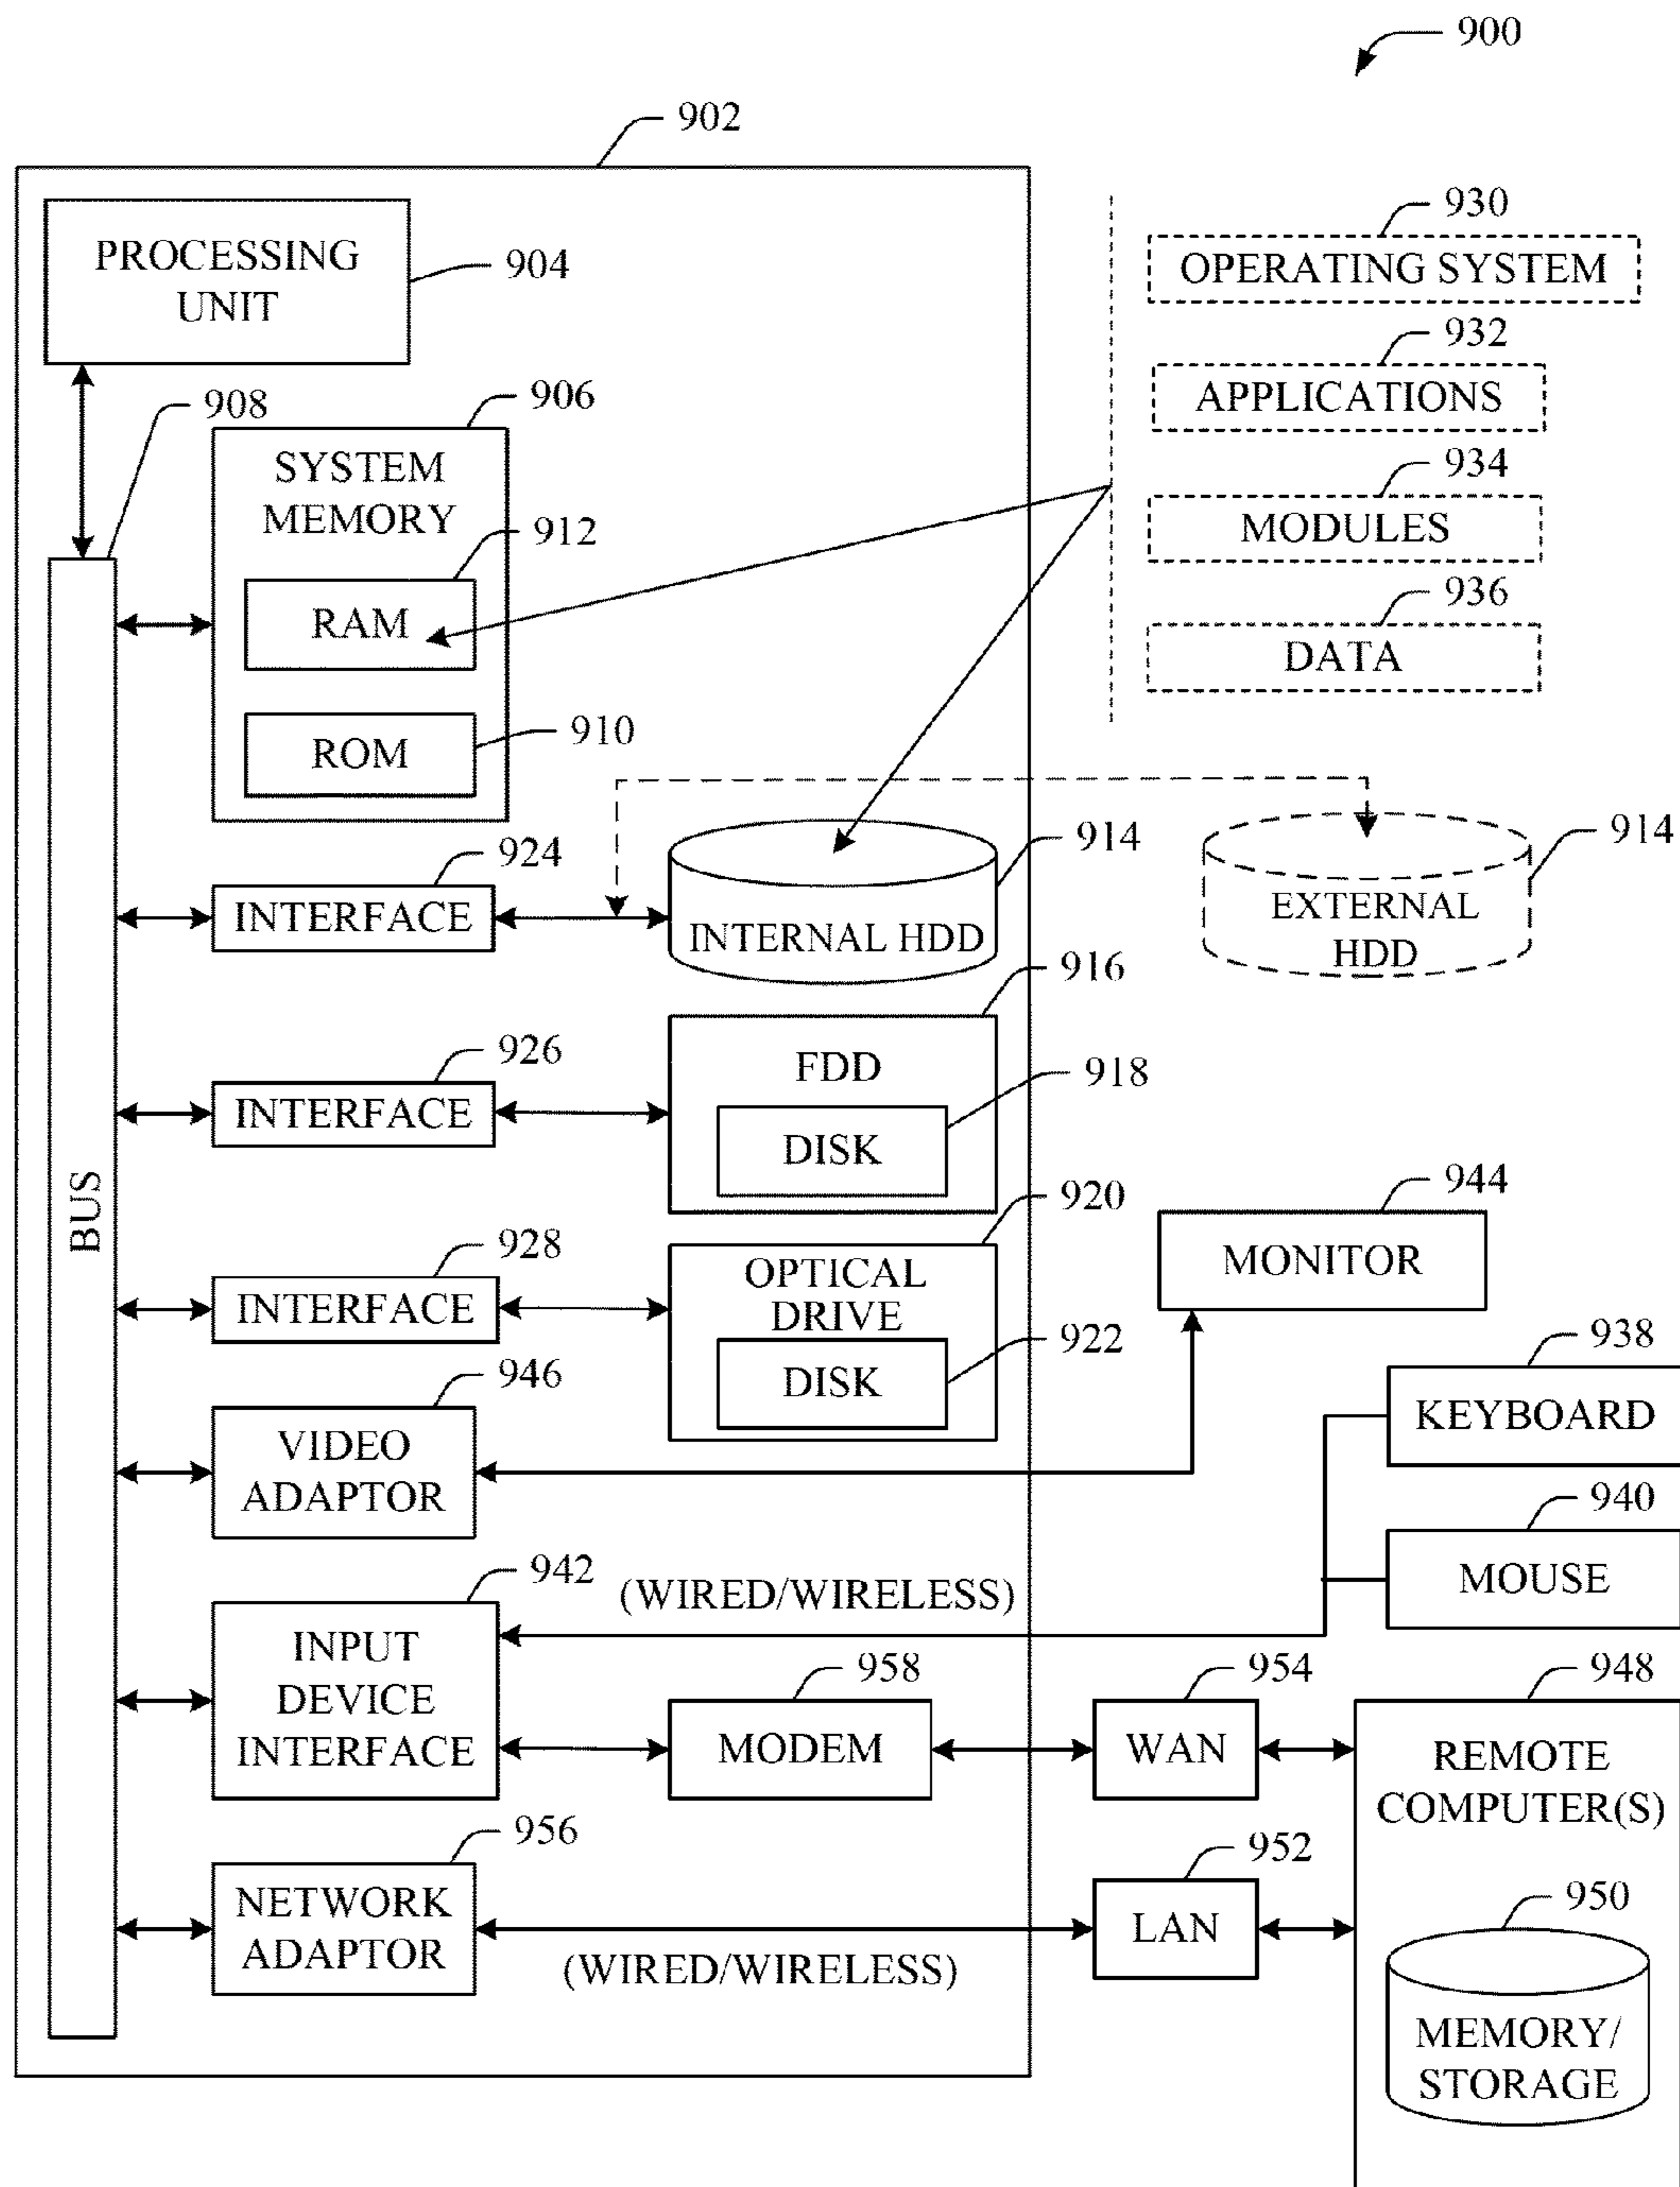 900
902
PROCESSING
UNIT
904
930
OPERATING SYSTEM
932
APPLICATIONS
934
MODULES
936
DATA
908
906
SYSTEM
MEMORY
912
RAM
910
ROM
BUS
924
INTERFACE
914
INTERNAL HDD
914
EXTERNAL
HDD
926
INTERFACE
916
FDD
918
DISK
928
INTERFACE
920
OPTICAL
DRIVE
922
DISK
944
MONITOR
946
VIDEO
ADAPTOR
938
KEYBOARD
940
MOUSE
942
INPUT
DEVICE
INTERFACE
(WIRED/WIRELESS)
958
MODEM
954
WAN
948
REMOTE
COMPUTER(S)
956
NETWORK
ADAPTOR
(WIRED/WIRELESS)
952
LAN
950
MEMORY/
STORAGE